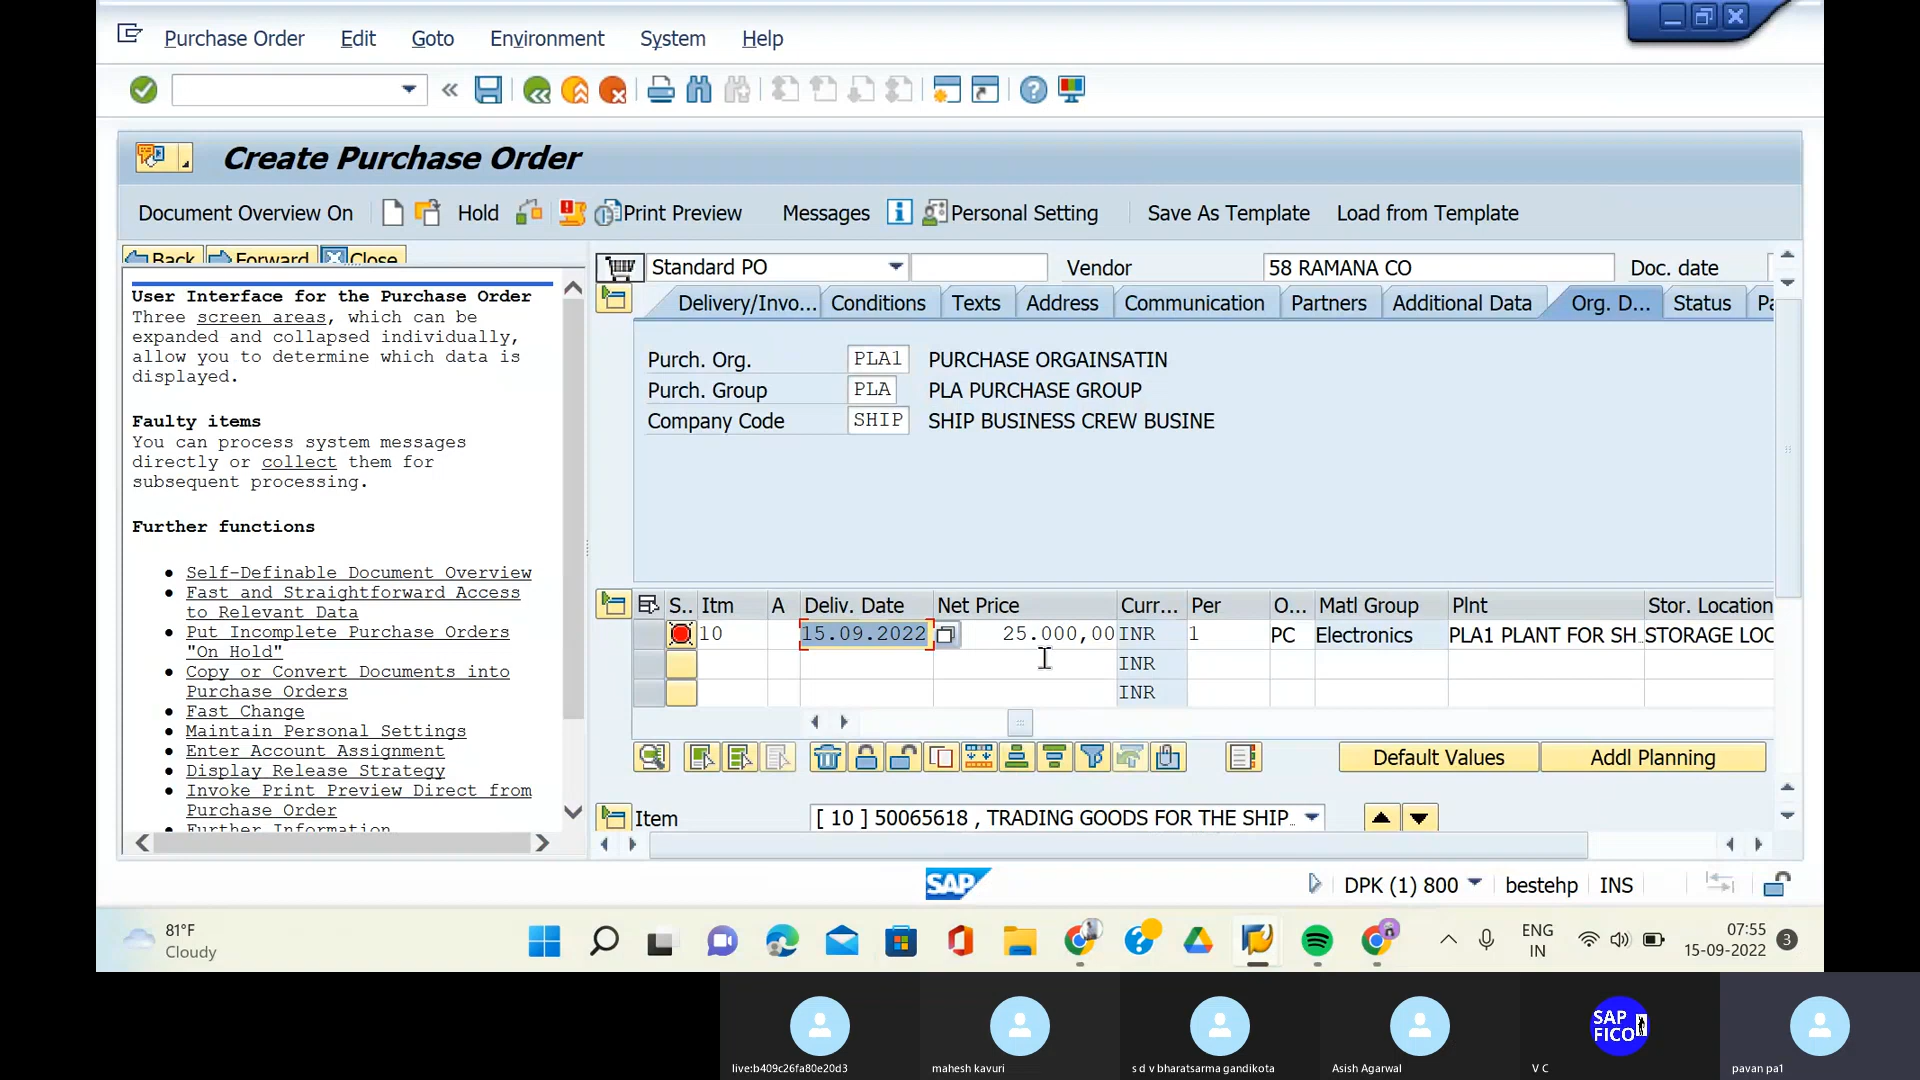 Purchase Order Edit Goto Environment System Help
Create Purchase Order
Document Overview On Hold Print Preview Messages Personal Setting Save As Template Load from Template
Back Forward Close
User Interface for the Purchase Order
Three screen areas, which can be
expanded and collapsed individually,
allow you to determine which data is
displayed.
Faulty items
You can process system messages
directly or collect them for
subsequent processing.
Further functions
Self-Definable Document Overview
Fast and Straightforward Access
to Relevant Data
Put Incomplete Purchase Orders
"On Hold"
Copy or Convert Documents into
Purchase Orders
Fast Change
Maintain Personal Settings
Enter Account Assignment
Display Release Strategy
Invoke Print Preview Direct from
Purchase Order
Further Information
Standard PO Vendor 58 RAMANA CO Doc. date
Delivery/Invo... Conditions Texts Address Communication Partners Additional Data Org. D... Status Pa
Purch. Org. PLA1 PURCHASE ORGAINSATIN
Purch. Group PLA PLA PURCHASE GROUP
Company Code SHIP SHIP BUSINESS CREW BUSINE
S.. Itm A Deliv. Date Net Price Curr... Per O... Matl Group Plnt Stor. Location
10 15.09.2022 25.000,00 INR 1 PC Electronics PLA1 PLANT FOR SH STORAGE LOC
INR
INR
Default Values Addl Planning
Item [ 10 ] 50065618 , TRADING GOODS FOR THE SHIP..
SAP DPK (1) 800 bestehp INS
81°F
Cloudy
ENG
IN
07:55
15-09-2022
3
SAP
FICO
live:b409c26fa80e20d3 mahesh kavuri s d v bharatsarma gandikota Asish Agarwal V C pavan pa1